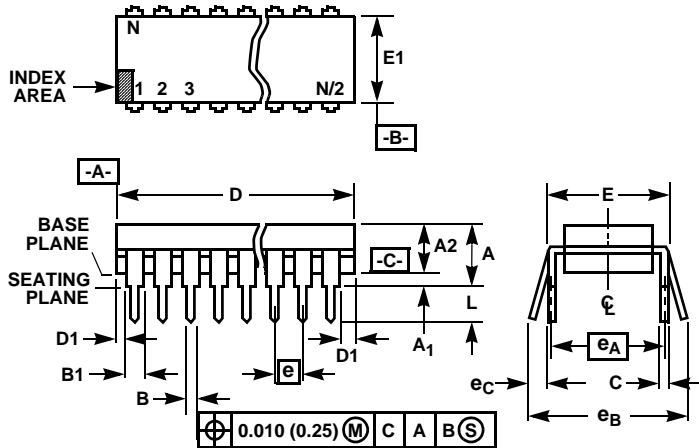 N
E1
INDEX
AREA
1 2 3 N/2
-B-
-A-
D
E
BASE
PLANE
A2
A
-C-
SEATING
PLANE
L
℄
D1
A1
D1
eA
B1
e
eC
C
B
eB
⌖ 0.010 (0.25) Ⓜ C A B Ⓢ